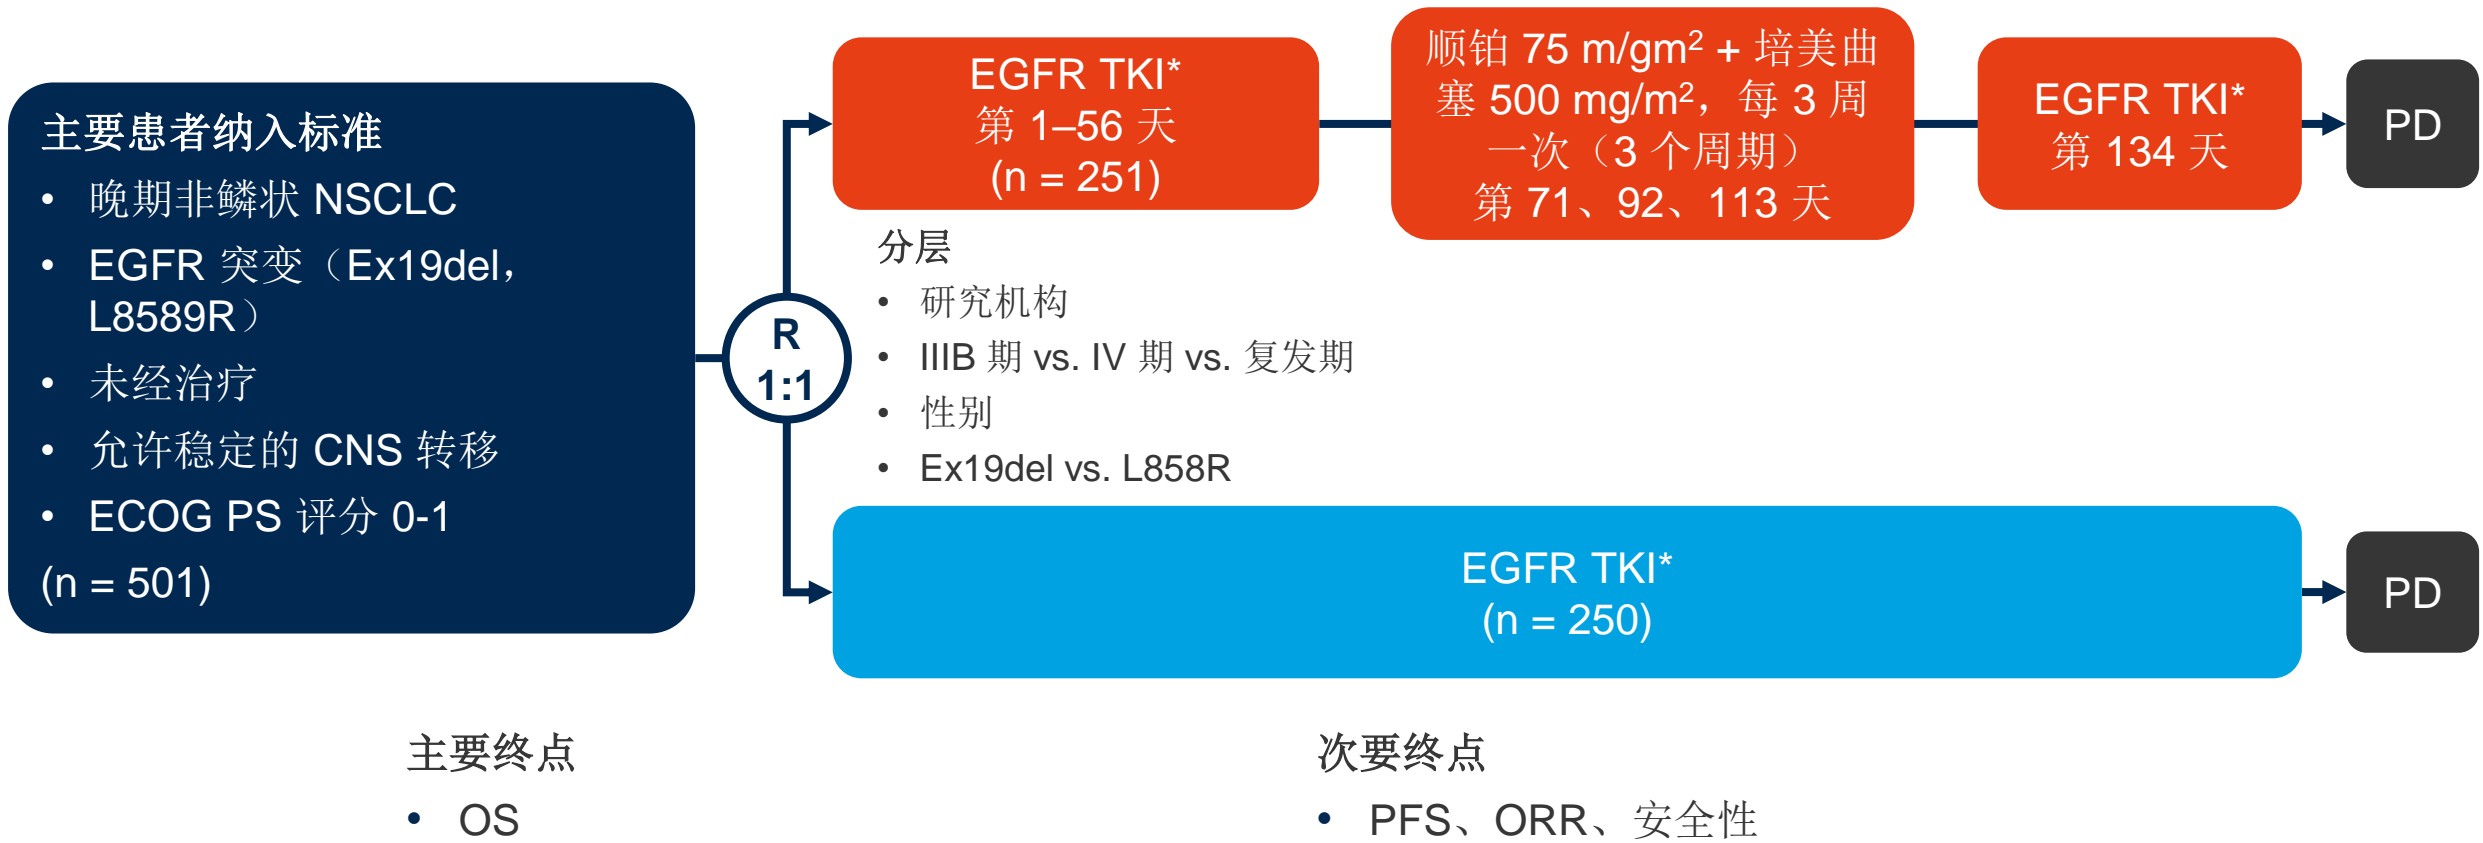 主要患者纳入标准
• 晚期非鳞状 NSCLC
• EGFR 突变（Ex19del，
L8589R）
• 未经治疗
• 允许稳定的 CNS 转移
• ECOG PS 评分 0-1
(n = 501)
R
1:1
EGFR TKI*
第 1–56 天
(n = 251)
顺铂 75 m/gm² + 培美曲
塞 500 mg/m²，每 3 周
一次（3 个周期）
第 71、92、113 天
EGFR TKI*
第 134 天
PD
分层
• 研究机构
• IIIB 期 vs. IV 期 vs. 复发期
• 性别
• Ex19del vs. L858R
EGFR TKI*
(n = 250)
PD
主要终点
• OS
次要终点
• PFS、ORR、安全性